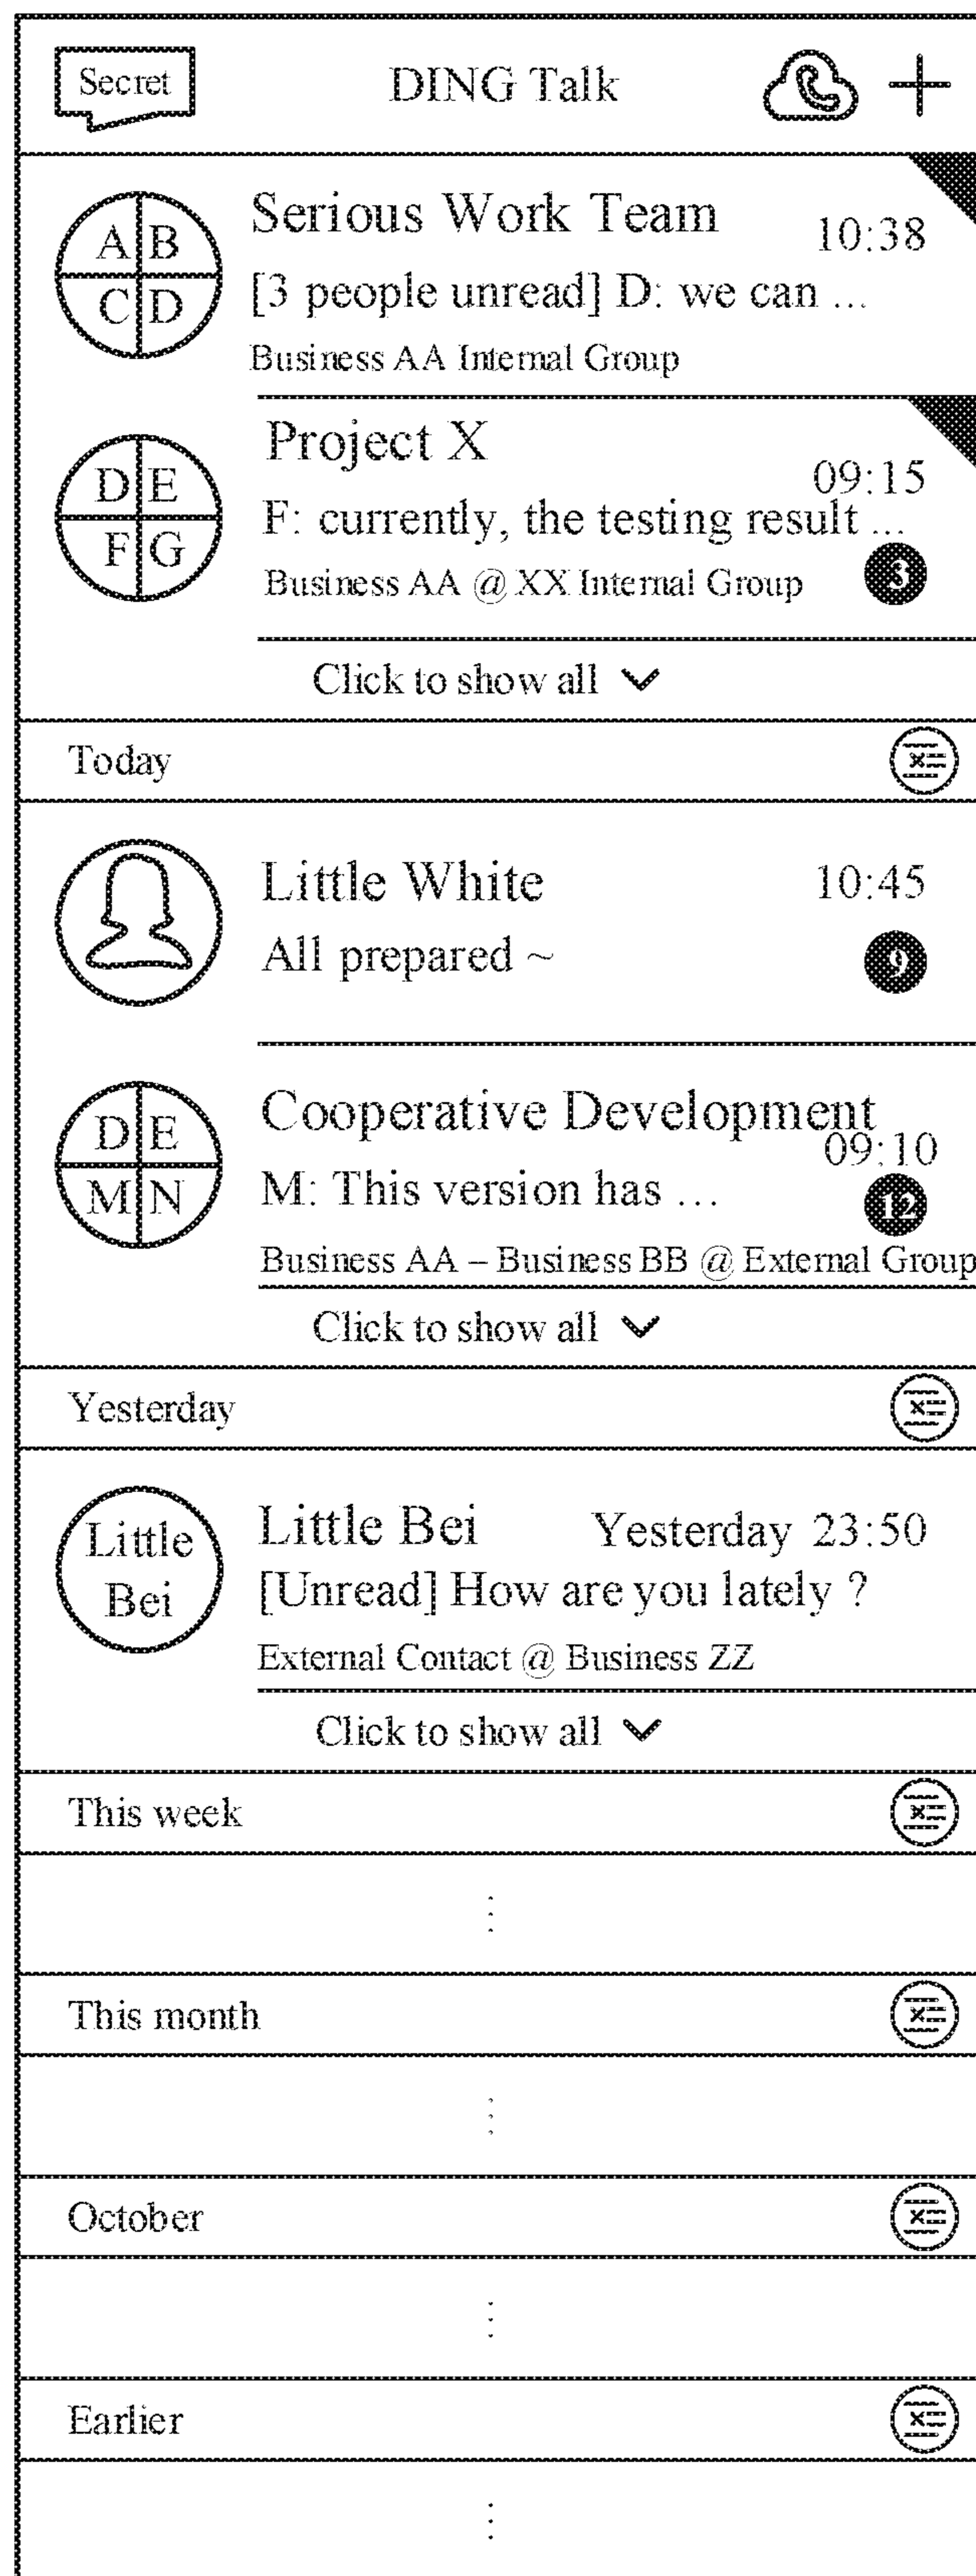 Secret
DING Talk
A B
C D
Serious Work Team
10:38
[3 people unread] D: we can ...
Business AA Internal Group
D E
F G
Project X
09:15
F: currently, the testing result ...
Business AA @ XX Internal Group
3
Click to show all
Today
Little White
10:45
All prepared ~
9
D E
M N
Cooperative Development
09:10
M: This version has ...
12
Business AA – Business BB @ External Group
Click to show all
Yesterday
Little
Bei
Little Bei
Yesterday 23:50
[Unread] How are you lately ?
External Contact @ Business ZZ
Click to show all
This week
This month
October
Earlier